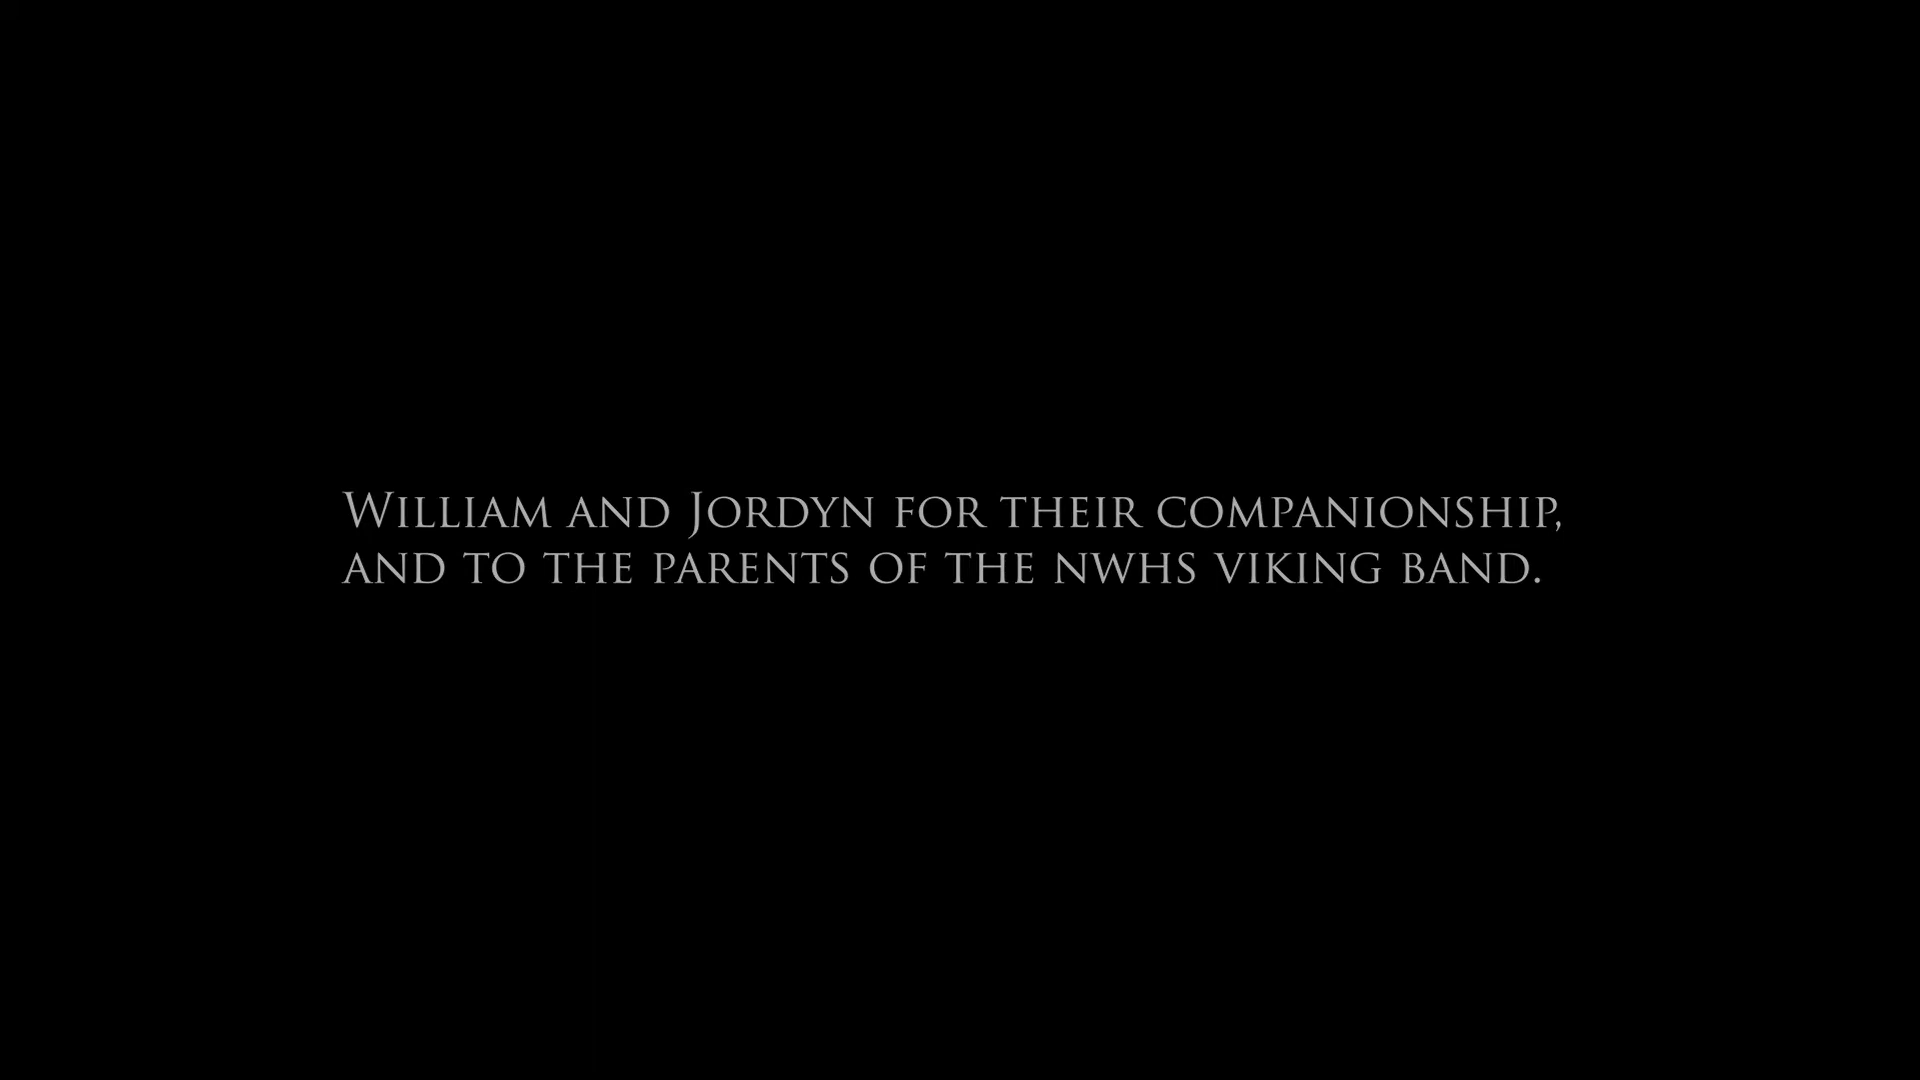 William and Jordyn for their companionship,
and to the parents of the NWHS Viking Band.